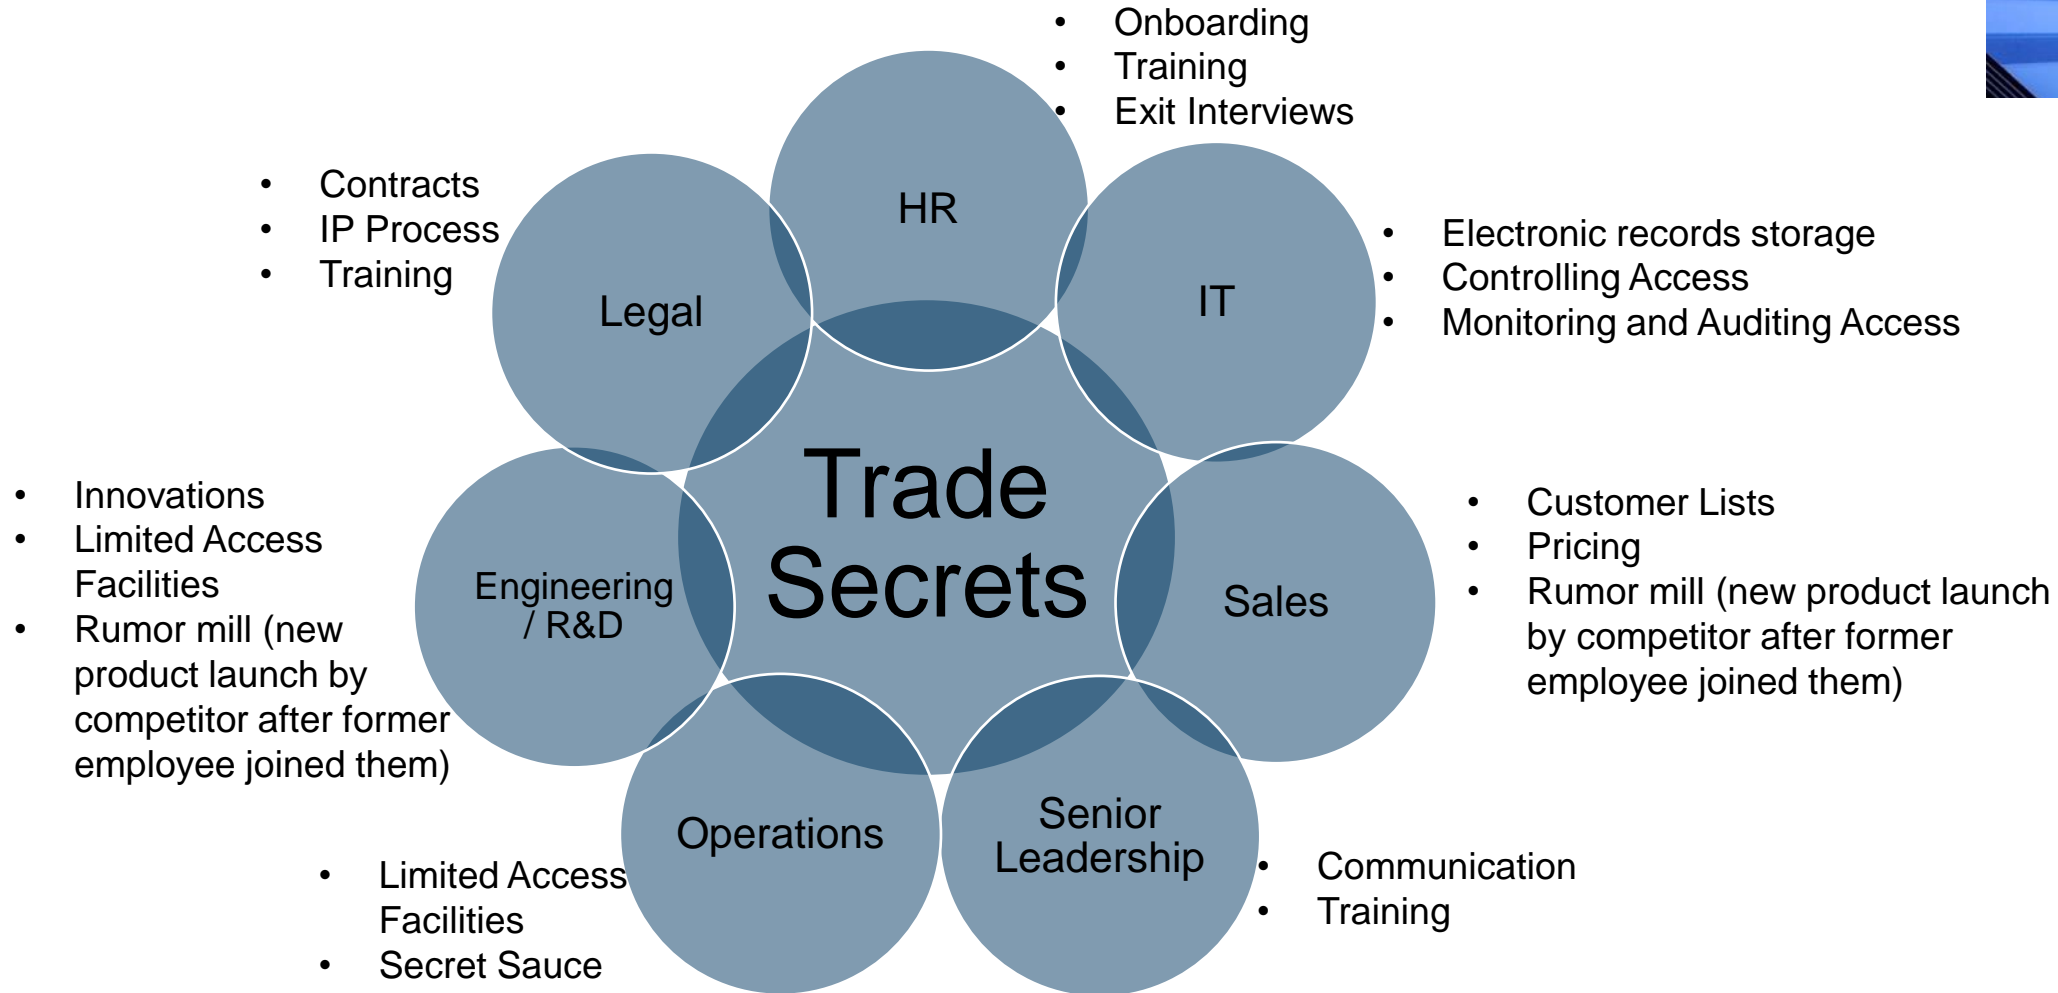 • Onboarding
• Training
• Exit Interviews
HR
• Contracts
• IP Process
• Training
Legal
IT
• Electronic records storage
• Controlling Access
• Monitoring and Auditing Access
Trade
Secrets
• Innovations
• Limited Access
Facilities
• Rumor mill (new
product launch by
competitor after former
employee joined them)
Engineering
/ R&D
Sales
• Customer Lists
• Pricing
• Rumor mill (new product launch
by competitor after former
employee joined them)
Operations
• Limited Access
Facilities
• Secret Sauce
Senior
Leadership
• Communication
• Training